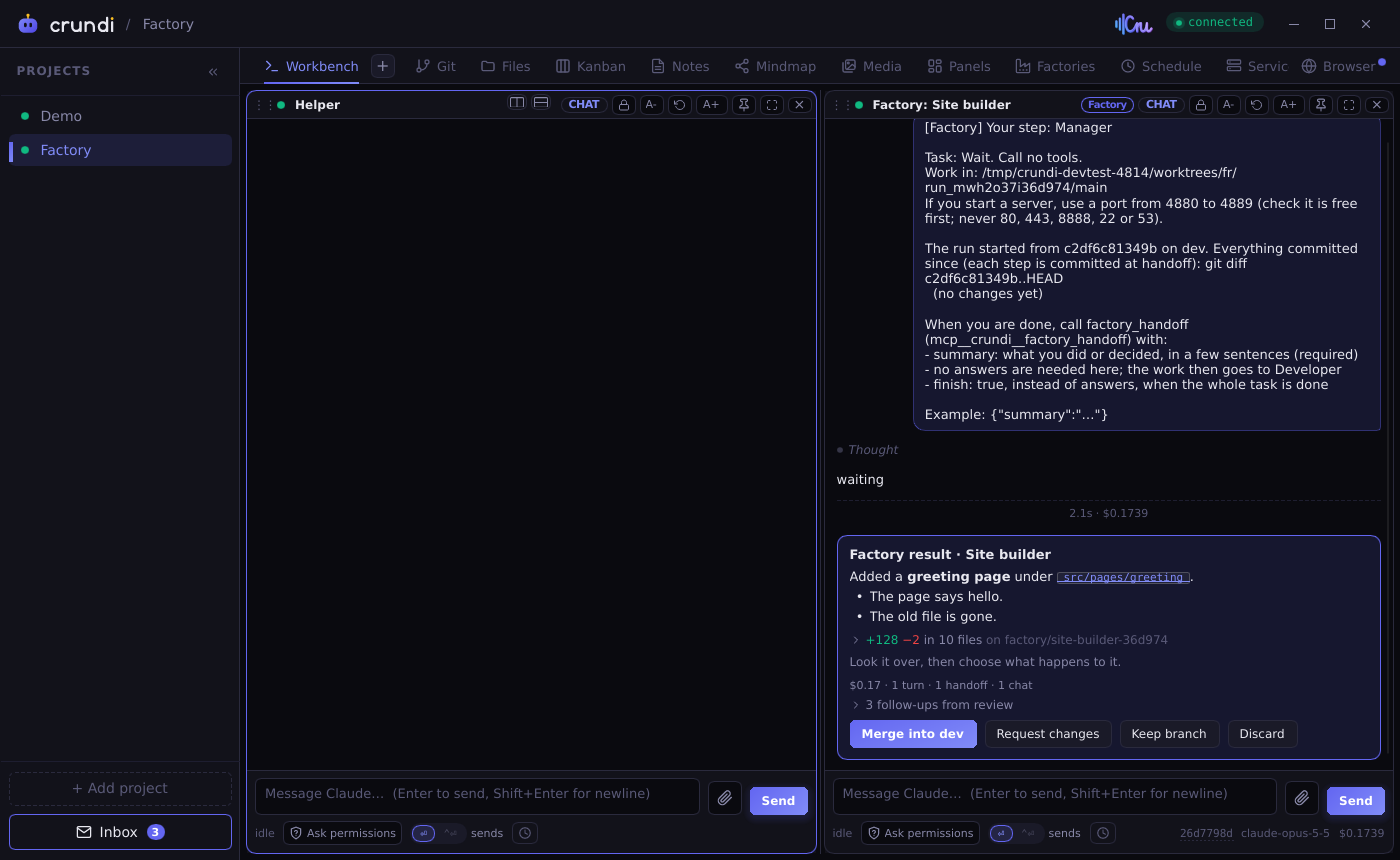 crundi / Factory
Cru
connected
PROJECTS
Workbench
Git
Files
Kanban
Notes
Mindmap
Media
Panels
Factories
Schedule
Servic
Browser
Demo
Factory
Helper
CHAT
A-
A+
Factory: Site builder
Factory
CHAT
A-
A+
[Factory] Your step: Manager
Task: Wait. Call no tools.
Work in: /tmp/crundi-devtest-4814/worktrees/fr/
run_mwh2o37i36d974/main
If you start a server, use a port from 4880 to 4889 (check it is free
first; never 80, 443, 8888, 22 or 53).
The run started from c2df6c81349b on dev. Everything committed
since (each step is committed at handoff): git diff
c2df6c81349b..HEAD
(no changes yet)
When you are done, call factory_handoff
(mcp__crundi__factory_handoff) with:
- summary: what you did or decided, in a few sentences (required)
- no answers are needed here; the work then goes to Developer
- finish: true, instead of answers, when the whole task is done
Example: {"summary":"..."}
Thought
waiting
2.1s · $0.1739
Factory result · Site builder
Added a greeting page under src/pages/greeting.
• The page says hello.
• The old file is gone.
+128 −2 in 10 files on factory/site-builder-36d974
Look it over, then choose what happens to it.
$0.17 · 1 turn · 1 handoff · 1 chat
3 follow-ups from review
Merge into dev
Request changes
Keep branch
Discard
+ Add project
Inbox 3
Message Claude... (Enter to send, Shift+Enter for newline)
Send
idle
Ask permissions
sends
Message Claude... (Enter to send, Shift+Enter for newline)
Send
idle
Ask permissions
sends
26d7798d claude-opus-5-5 $0.1739